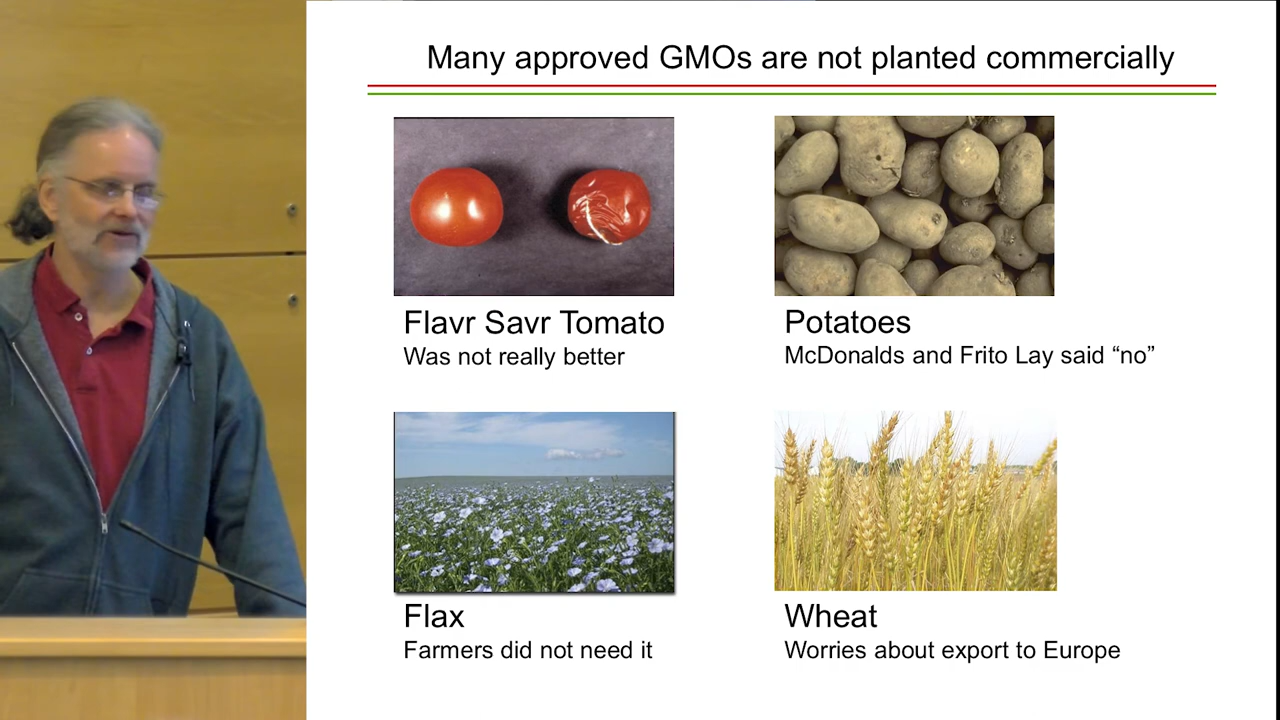 Many approved GMOs are not planted commercially
Flavr Savr Tomato
Was not really better
Potatoes
McDonalds and Frito Lay said “no”
Flax
Farmers did not need it
Wheat
Worries about export to Europe